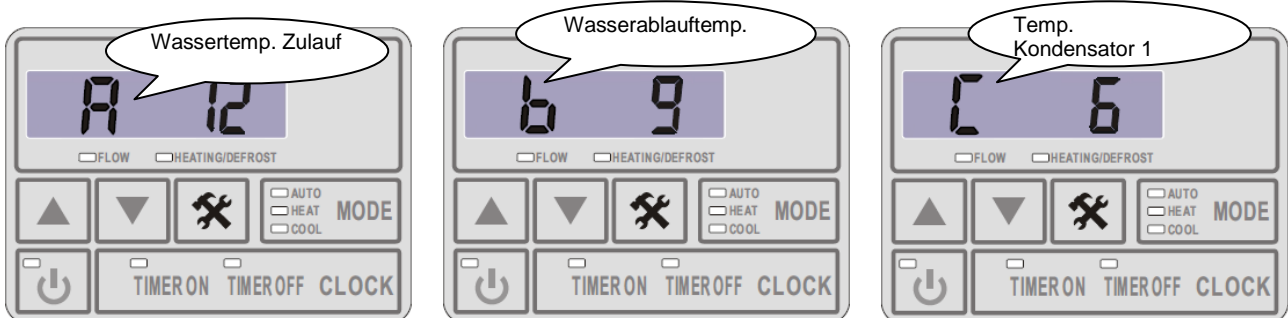 Wassertemp. Zulauf
A 12
FLOW HEATING/DEFROST
AUTO
HEAT MODE
COOL
TIMER ON TIMER OFF CLOCK
Wasserablauftemp.
b 9
FLOW HEATING/DEFROST
AUTO
HEAT MODE
COOL
TIMER ON TIMER OFF CLOCK
Temp.
Kondensator 1
C 6
FLOW HEATING/DEFROST
AUTO
HEAT MODE
COOL
TIMER ON TIMER OFF CLOCK